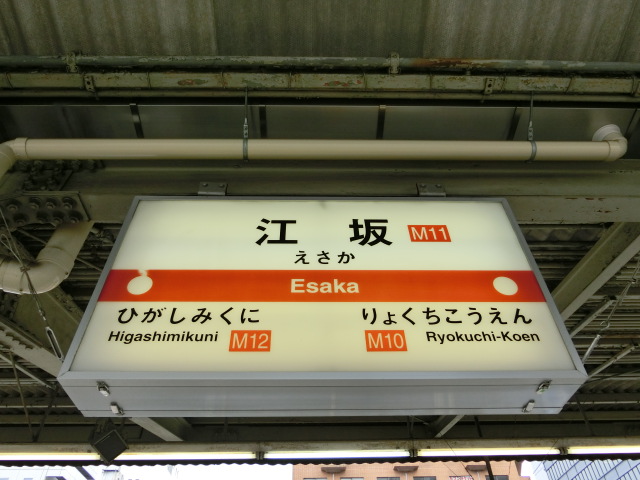 江坂 M11
えさか
Esaka
ひがしみくに りょくちこうえん
Higashimikuni M12 M10 Ryokuchi-Koen